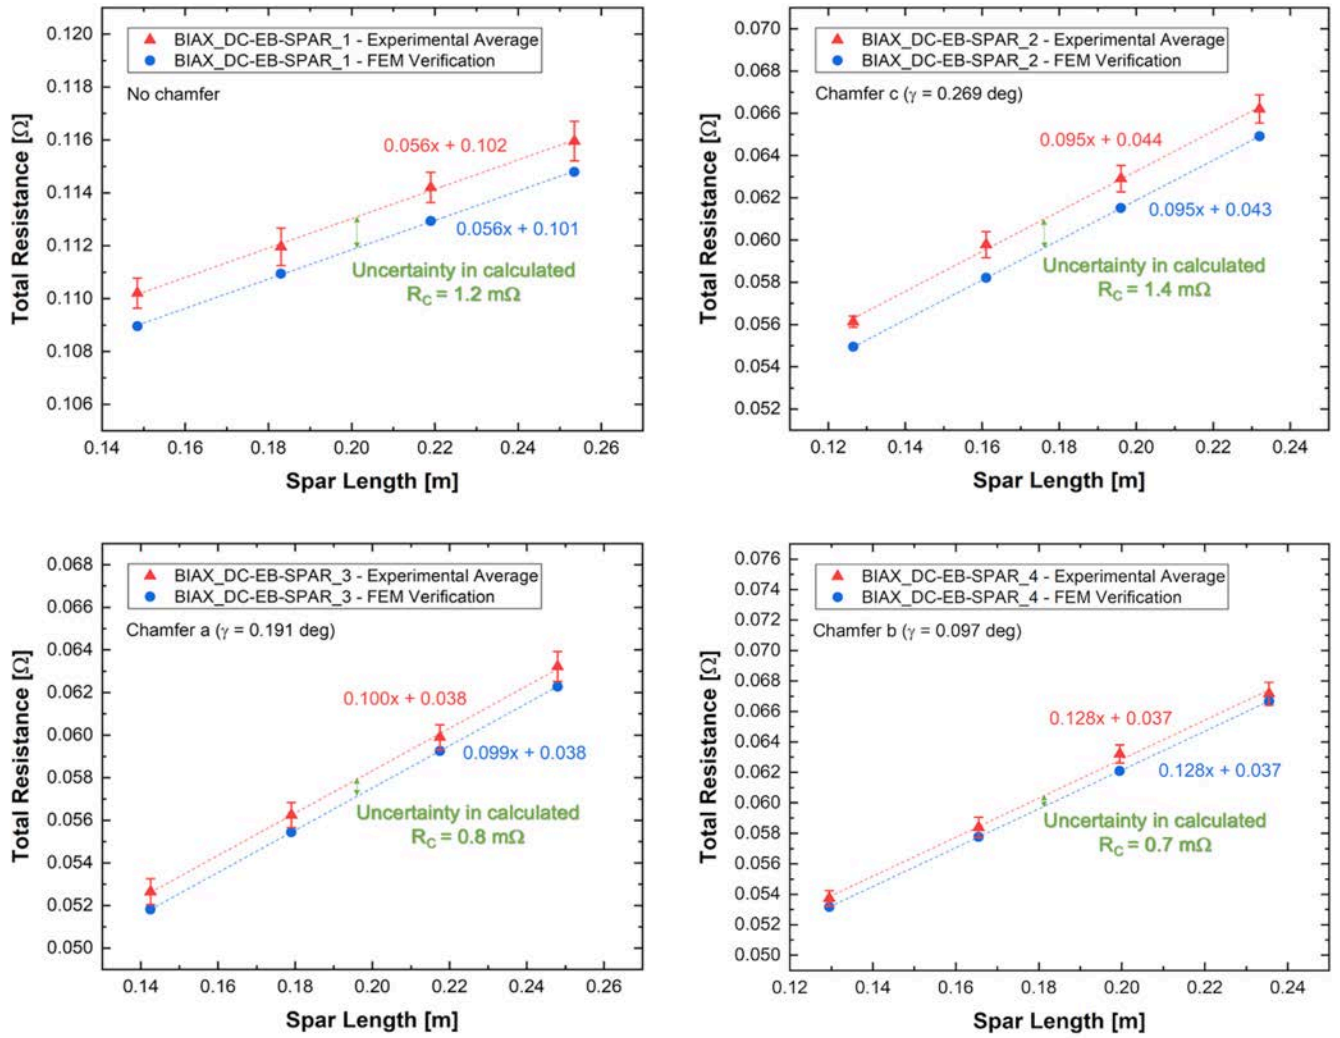 BIAX_DC-EB-SPAR_1 - Experimental Average
BIAX_DC-EB-SPAR_1 - FEM Verification
No chamfer
0.056x + 0.102
0.056x + 0.101
Uncertainty in calculated
R_C = 1.2 mΩ
Total Resistance [Ω]
0.120
0.118
0.116
0.114
0.112
0.110
0.108
0.106
0.14 0.16 0.18 0.20 0.22 0.24 0.26
Spar Length [m]
BIAX_DC-EB-SPAR_2 - Experimental Average
BIAX_DC-EB-SPAR_2 - FEM Verification
Chamfer c (γ = 0.269 deg)
0.095x + 0.044
0.095x + 0.043
Uncertainty in calculated
R_C = 1.4 mΩ
Total Resistance [Ω]
0.070
0.068
0.066
0.064
0.062
0.060
0.058
0.056
0.054
0.052
0.12 0.14 0.16 0.18 0.20 0.22 0.24
Spar Length [m]
BIAX_DC-EB-SPAR_3 - Experimental Average
BIAX_DC-EB-SPAR_3 - FEM Verification
Chamfer a (γ = 0.191 deg)
0.100x + 0.038
0.099x + 0.038
Uncertainty in calculated
R_C = 0.8 mΩ
Total Resistance [Ω]
0.068
0.066
0.064
0.062
0.060
0.058
0.056
0.054
0.052
0.050
0.14 0.16 0.18 0.20 0.22 0.24 0.26
Spar Length [m]
BIAX_DC-EB-SPAR_4 - Experimental Average
BIAX_DC-EB-SPAR_4 - FEM Verification
Chamfer b (γ = 0.097 deg)
0.128x + 0.037
0.128x + 0.037
Uncertainty in calculated
R_C = 0.7 mΩ
Total Resistance [Ω]
0.076
0.074
0.072
0.070
0.068
0.066
0.064
0.062
0.060
0.058
0.056
0.054
0.052
0.050
0.12 0.14 0.16 0.18 0.20 0.22 0.24
Spar Length [m]